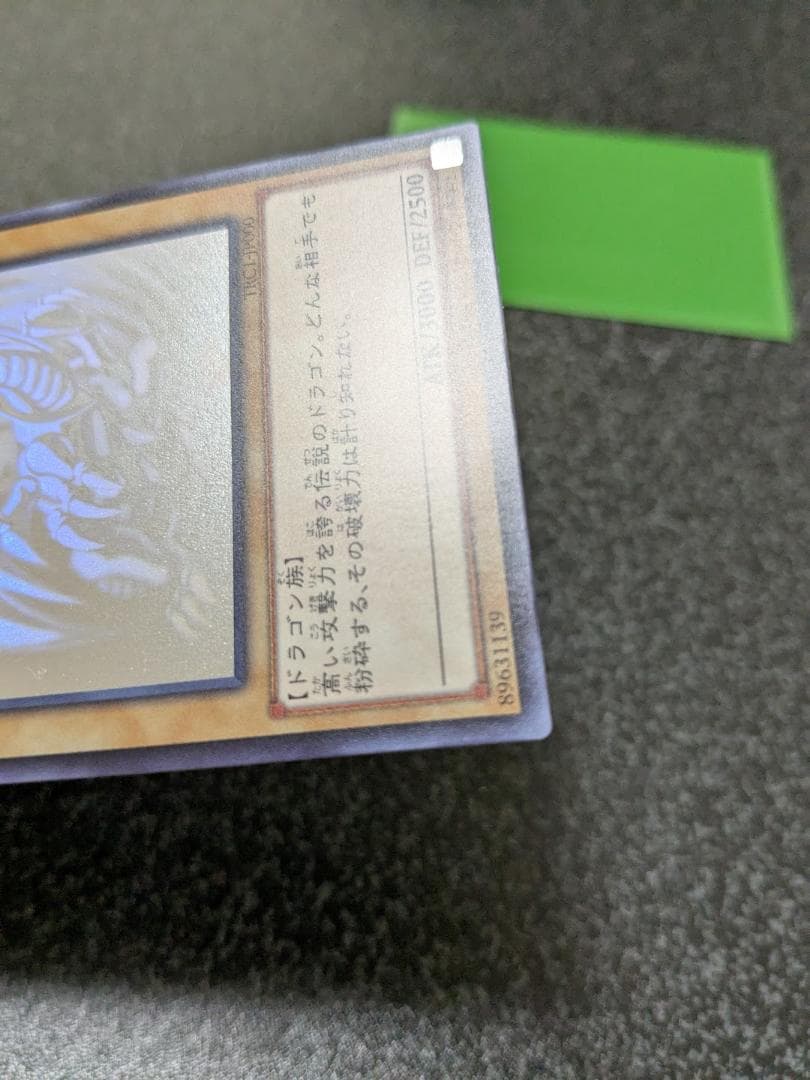 TRC1-JP000
【ドラゴン族】
高い攻撃力を誇る伝説のドラゴン。どんな相手でも
粉砕する、その破壊力は計り知れない。
ATK/3000 DEF/2500
89631139